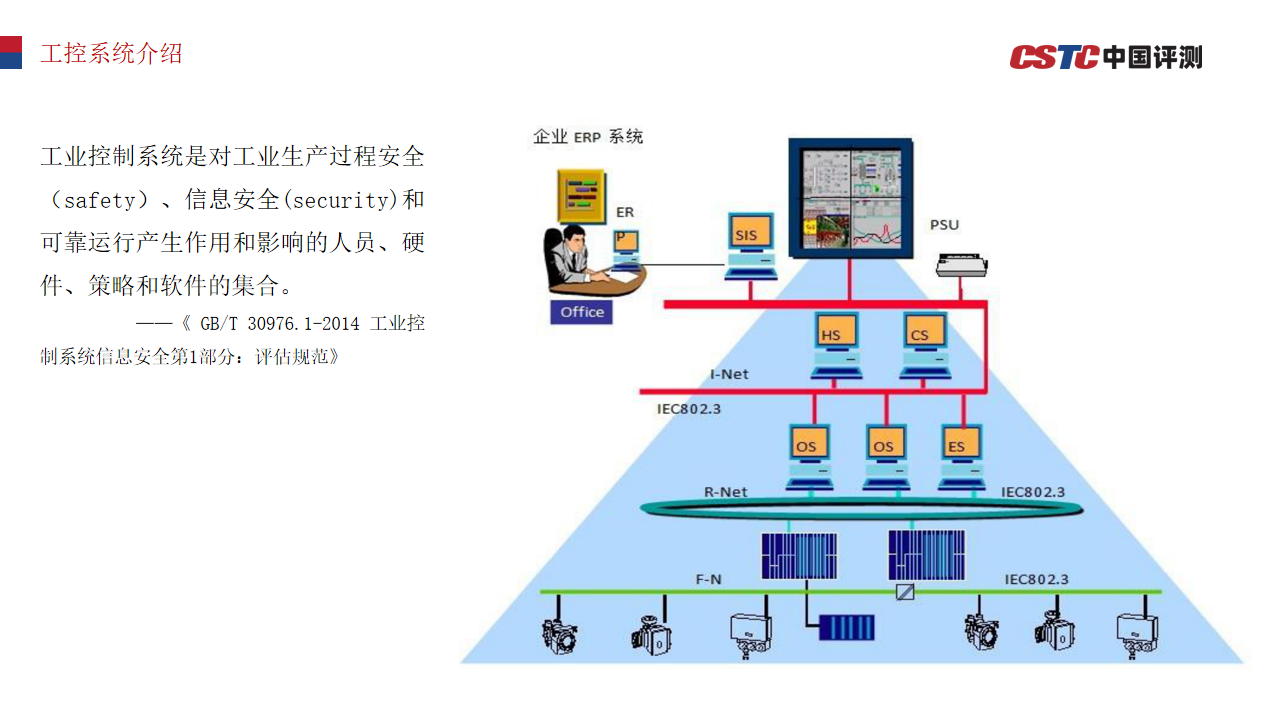 工控系统介绍
CSTC中国评测
工业控制系统是对工业生产过程安全
（safety）、信息安全(security)和
可靠运行产生作用和影响的人员、硬
件、策略和软件的集合。
——《 GB/T 30976.1-2014 工业控
制系统信息安全第1部分：评估规范》
企业 ERP 系统
ER
P
SIS
PSU
Office
HS
CS
I-Net
IEC802.3
OS
OS
ES
R-Net
IEC802.3
F-N
IEC802.3